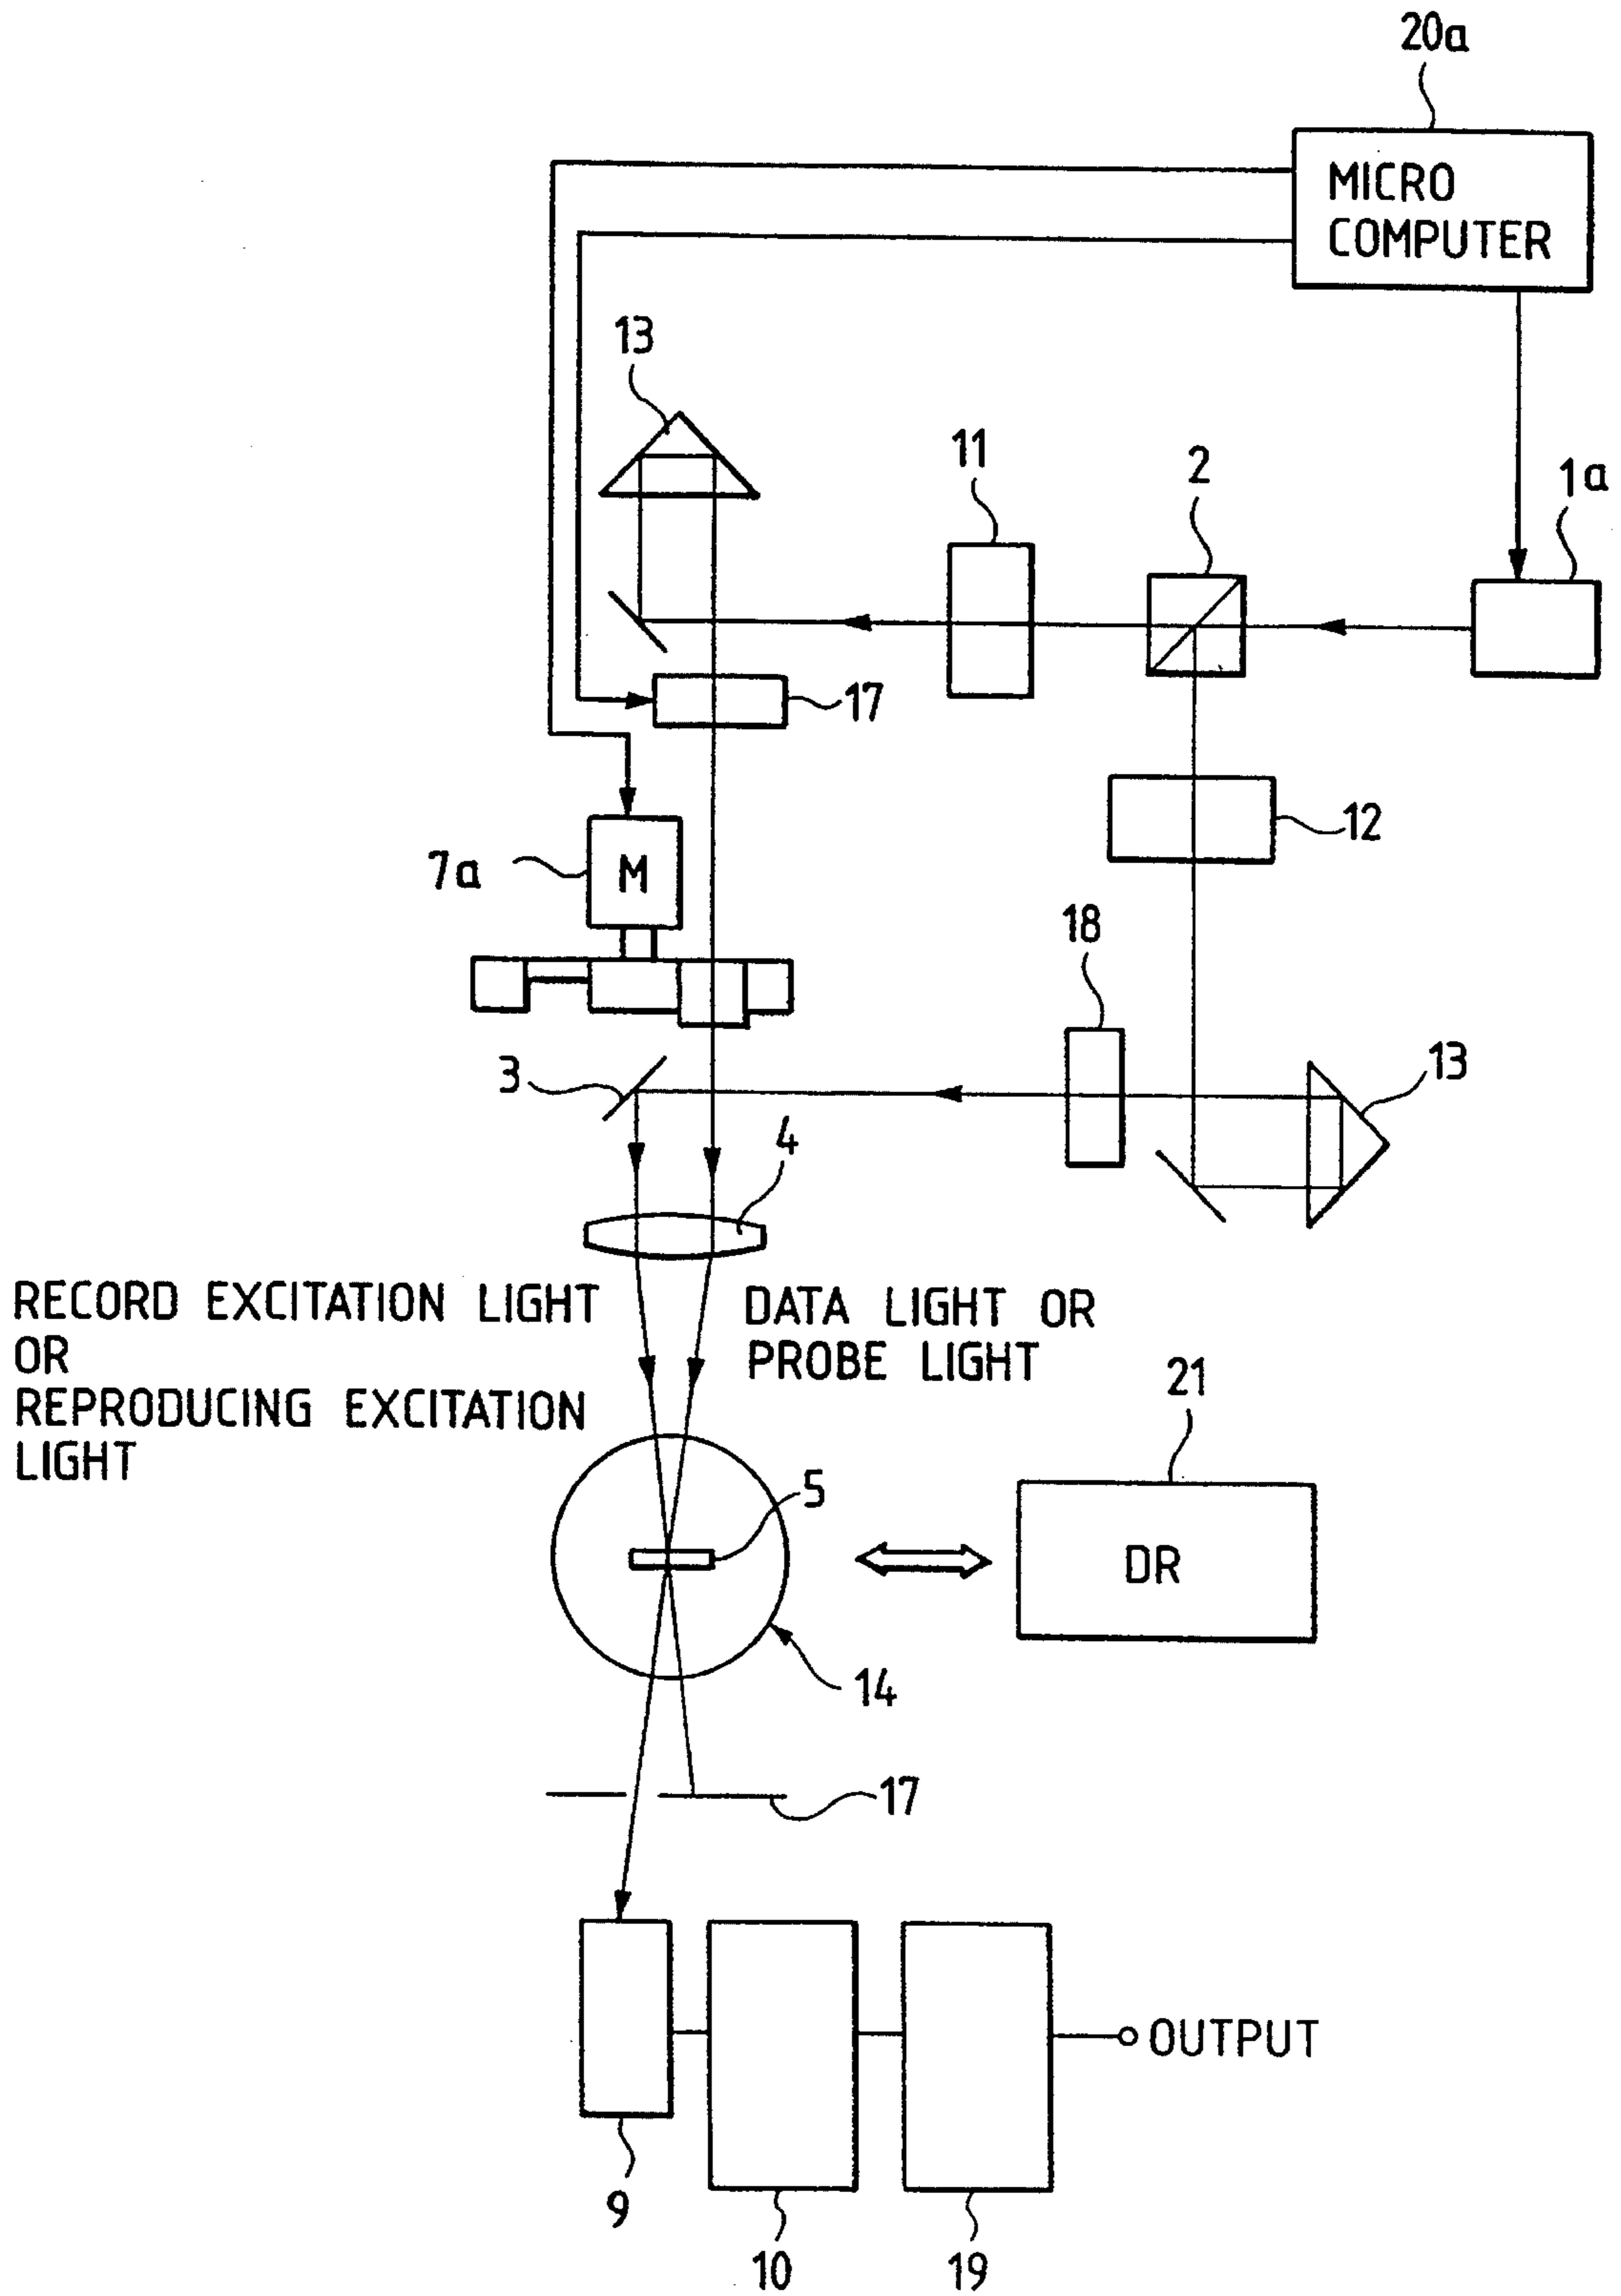 20a
MICRO
COMPUTER
13
11
2
1a
17
12
7a
M
18
3
13
4
RECORD EXCITATION LIGHT
OR
REPRODUCING EXCITATION
LIGHT
DATA LIGHT OR
PROBE LIGHT
21
5
DR
14
17
OUTPUT
9
10
19